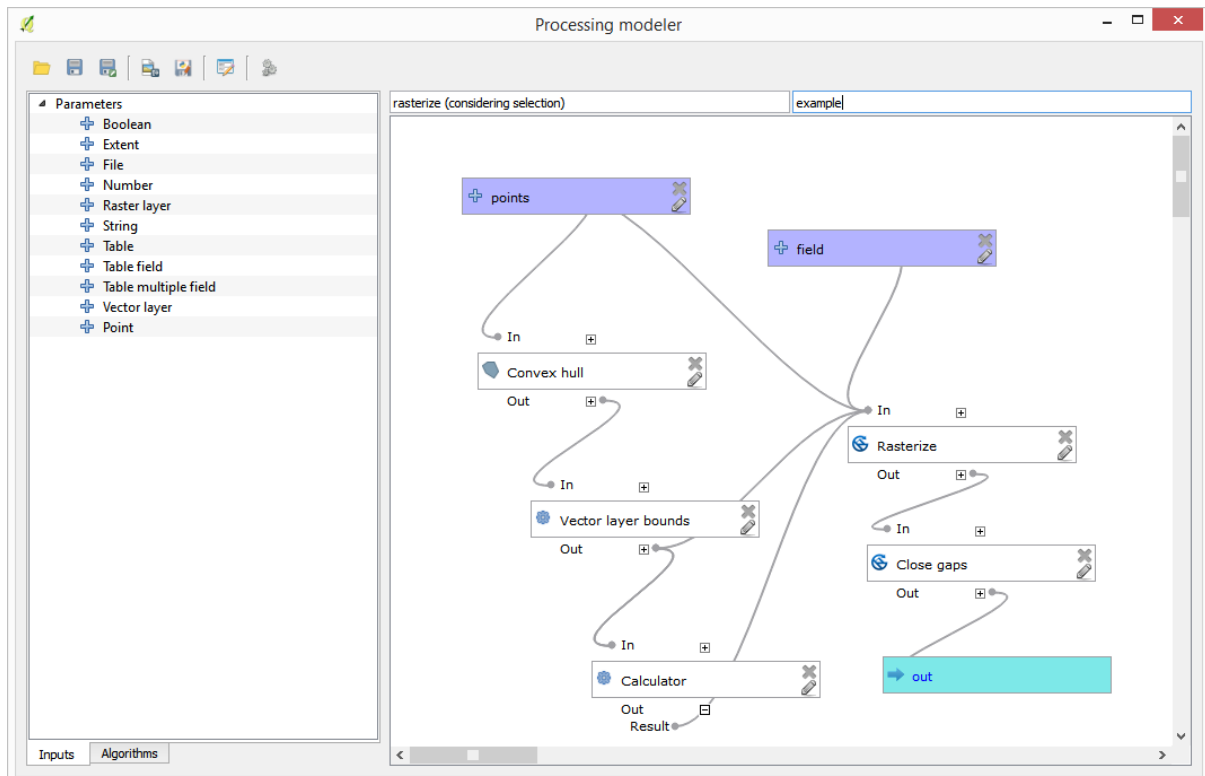 Processing modeler
Parameters
Boolean
Extent
File
Number
Raster layer
String
Table
Table field
Table multiple field
Vector layer
Point
Inputs
Algorithms
rasterize (considering selection)
example
points
field
In
Convex hull
Out
In
Vector layer bounds
Out
In
Calculator
Out
Result
In
Rasterize
Out
In
Close gaps
Out
out